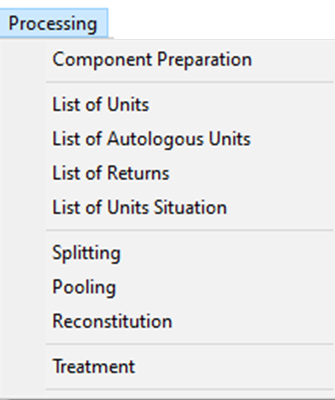 Processing
Component Preparation
List of Units
List of Autologous Units
List of Returns
List of Units Situation
Splitting
Pooling
Reconstitution
Treatment